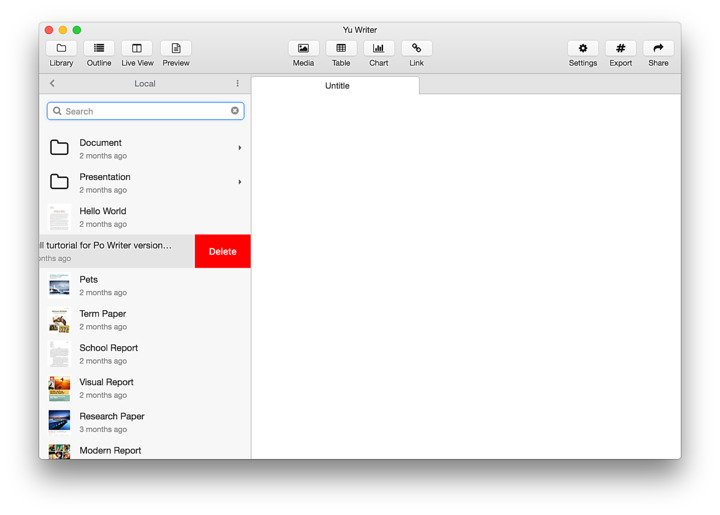 Yu Writer
Library Outline Live View Preview Media Table Chart Link Settings Export Share
Local
Untitle
Search
Document
2 months ago
Presentation
2 months ago
Hello World
2 months ago
ll turtorial for Po Writer version…
onths ago
Delete
Pets
2 months ago
Term Paper
2 months ago
School Report
2 months ago
Visual Report
2 months ago
Research Paper
3 months ago
Modern Report